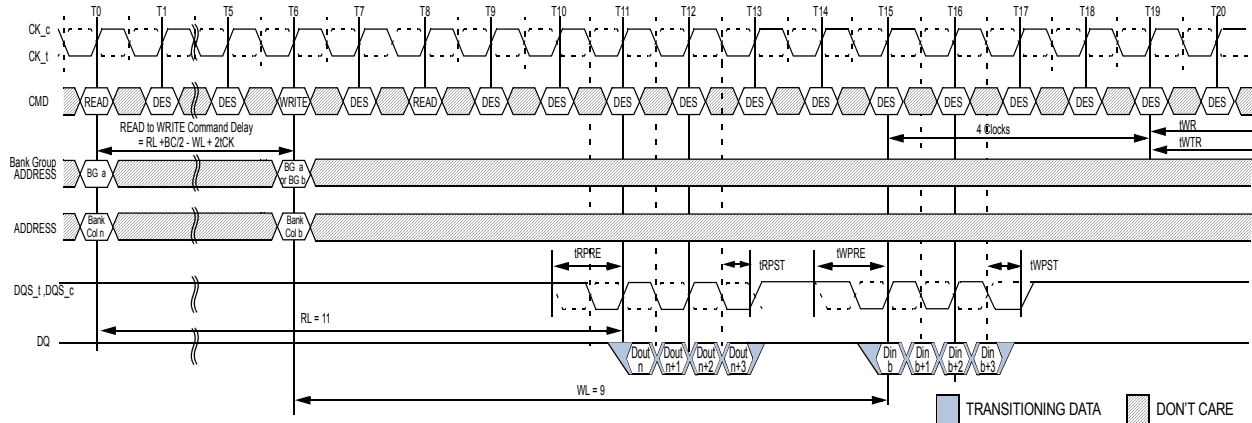 T0 T1 T5 T6 T7 T8 T9 T10 T11 T12 T13 T14 T15 T16 T17 T18 T19 T20
CK_c
CK_t
CMD READ DES DES WRITE DES READ DES DES DES DES DES DES DES DES DES DES DES DES
READ to WRITE Command Delay
= RL +BC/2 - WL + 2tCK
4 Clocks
tWR
tWTR
Bank Group
ADDRESS
BG a
BG a
or BG b
ADDRESS
Bank
Col n
Bank
Col b
tRPRE
tRPST
tWPRE
tWPST
DQS_t ,DQS_c
RL = 11
DQ
Dout
n
Dout
n+1
Dout
n+2
Dout
n+3
Din
b
Din
b+1
Din
b+2
Din
b+3
WL = 9
TRANSITIONING DATA
DON'T CARE